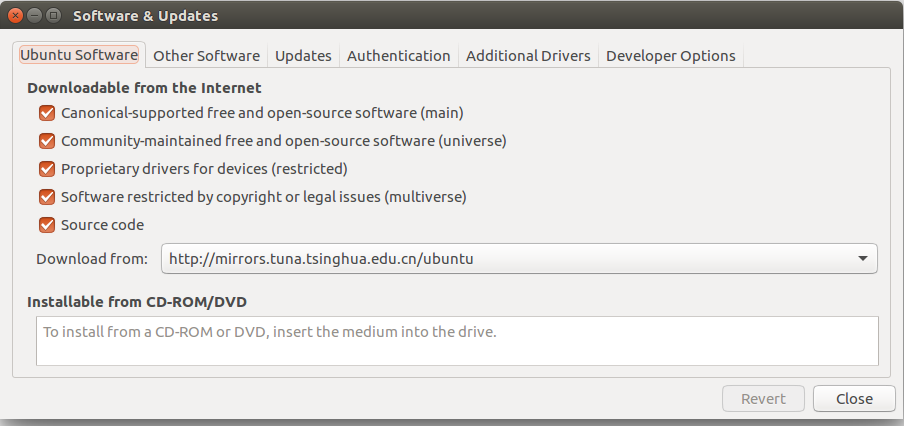 Software & Updates
Ubuntu Software Other Software Updates Authentication Additional Drivers Developer Options
Downloadable from the Internet
Canonical-supported free and open-source software (main)
Community-maintained free and open-source software (universe)
Proprietary drivers for devices (restricted)
Software restricted by copyright or legal issues (multiverse)
Source code
Download from: http://mirrors.tuna.tsinghua.edu.cn/ubuntu
Installable from CD-ROM/DVD
To install from a CD-ROM or DVD, insert the medium into the drive.
Revert Close